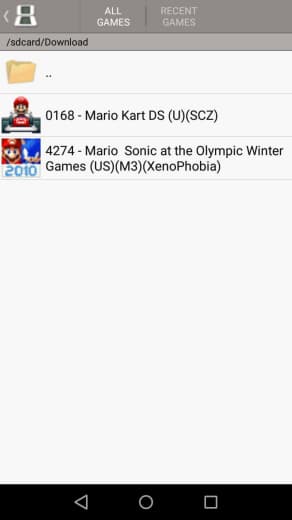 ALL
GAMES
RECENT
GAMES
/sdcard/Download
..
0168 - Mario Kart DS (U)(SCZ)
4274 - Mario  Sonic at the Olympic Winter
Games (US)(M3)(XenoPhobia)
2010